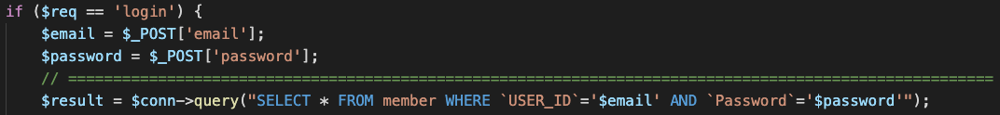 if ($req == 'login') {
$email = $_POST['email'];
$password = $_POST['password'];
// =======================================================================================================
$result = $conn->query("SELECT * FROM member WHERE `USER_ID`='$email' AND `Password`='$password'");